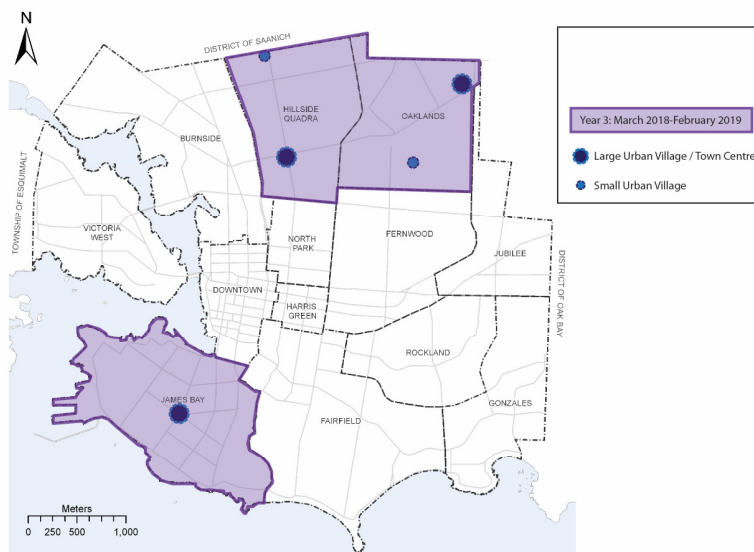 N
DISTRICT OF SAANICH
HILLSIDE
QUADRA
OAKLANDS
BURNSIDE
TOWNSHIP OF ESQUIMALT
VICTORIA
WEST
NORTH
PARK
FERNWOOD
JUBILEE
DISTRICT OF OAK BAY
DOWNTOWN
HARRIS
GREEN
ROCKLAND
JAMES BAY
FAIRFIELD
GONZALES
Meters
0 250 500 1,000
Year 3: March 2018-February 2019
Large Urban Village / Town Centre
Small Urban Village